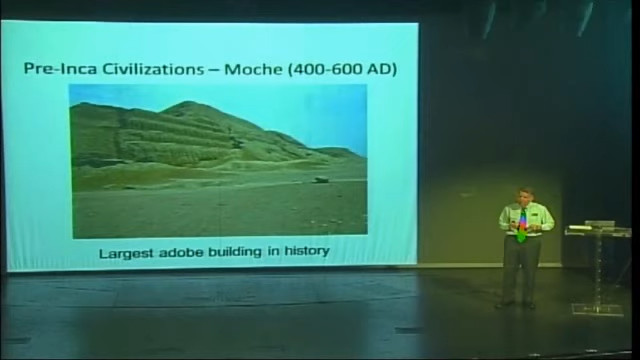 Pre-Inca Civilizations – Moche (400-600 AD)
Largest adobe building in history